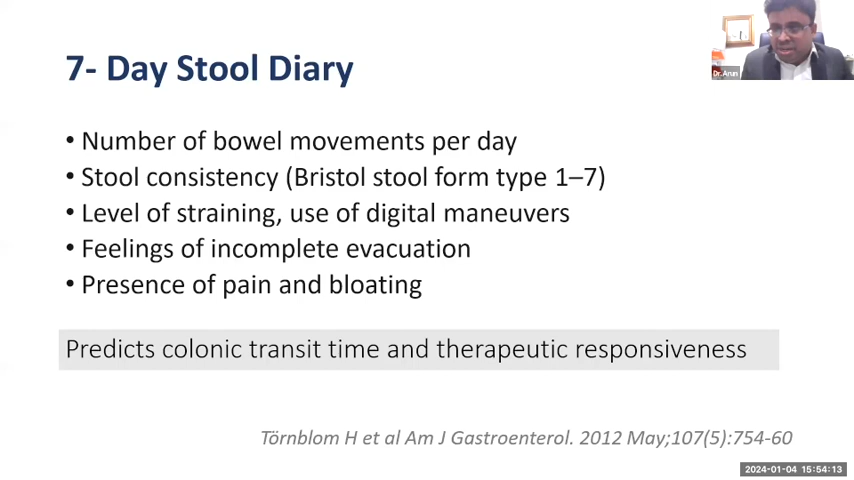 7- Day Stool Diary
Dr. Arun
• Number of bowel movements per day
• Stool consistency (Bristol stool form type 1–7)
• Level of straining, use of digital maneuvers
• Feelings of incomplete evacuation
• Presence of pain and bloating
Predicts colonic transit time and therapeutic responsiveness
Törnblom H et al Am J Gastroenterol. 2012 May;107(5):754-60
2024-01-04 15:54:13